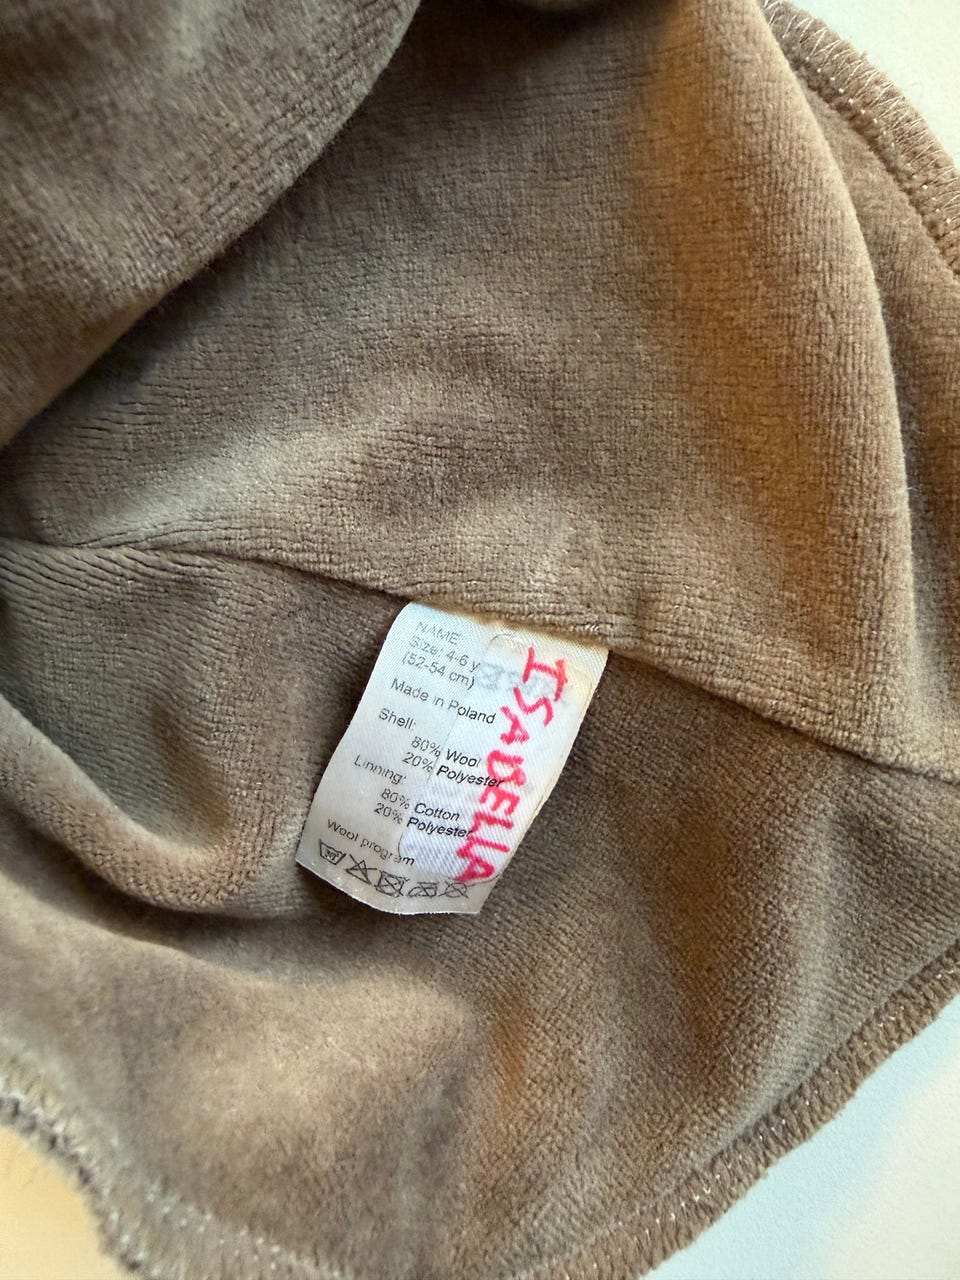 NAME:
Size: 4-6 y
(52-54 cm)
Made in Poland
Shell:
80% Wool
20% Polyester
Linning:
80% Cotton
20% Polyester
Wool program
30°
ISABELLA